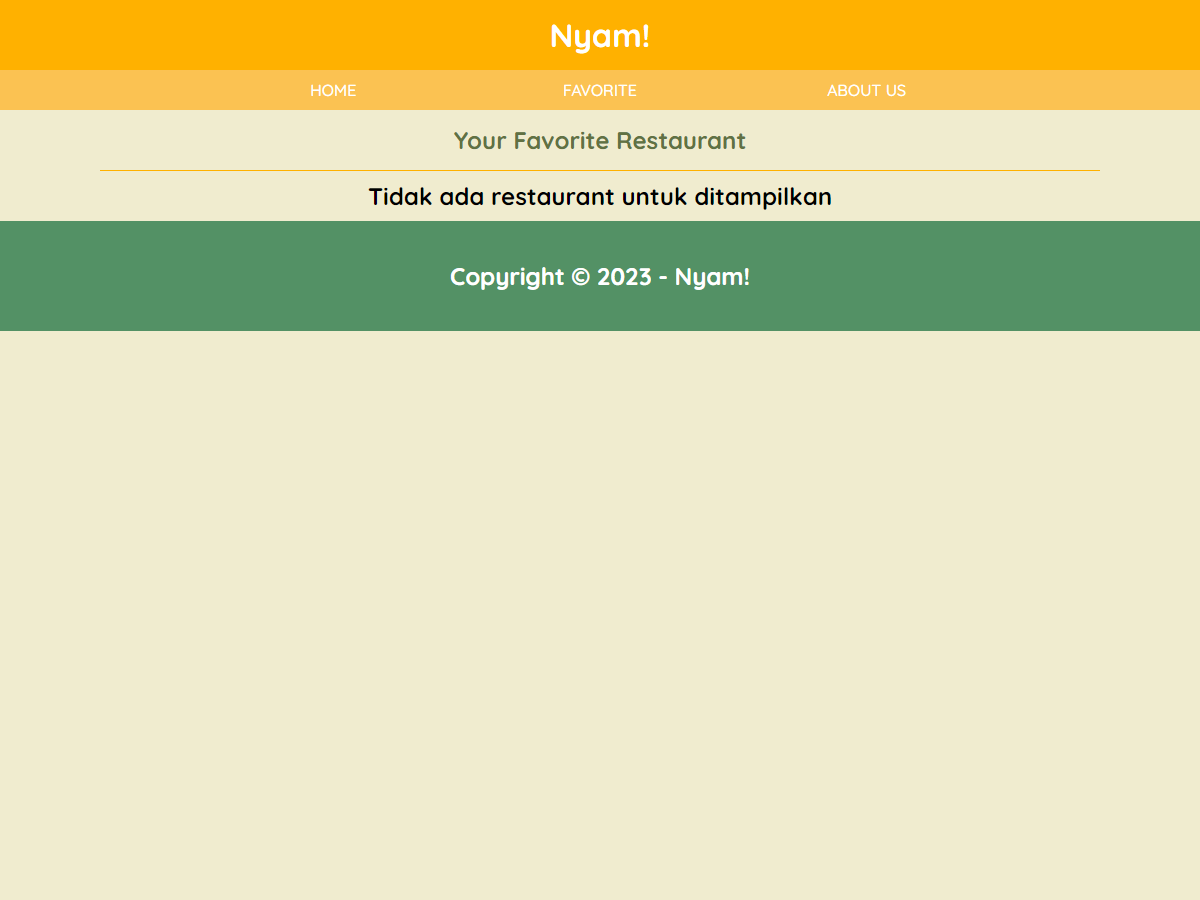 Nyam!
HOME FAVORITE ABOUT US
Your Favorite Restaurant
Tidak ada restaurant untuk ditampilkan
Copyright © 2023 - Nyam!